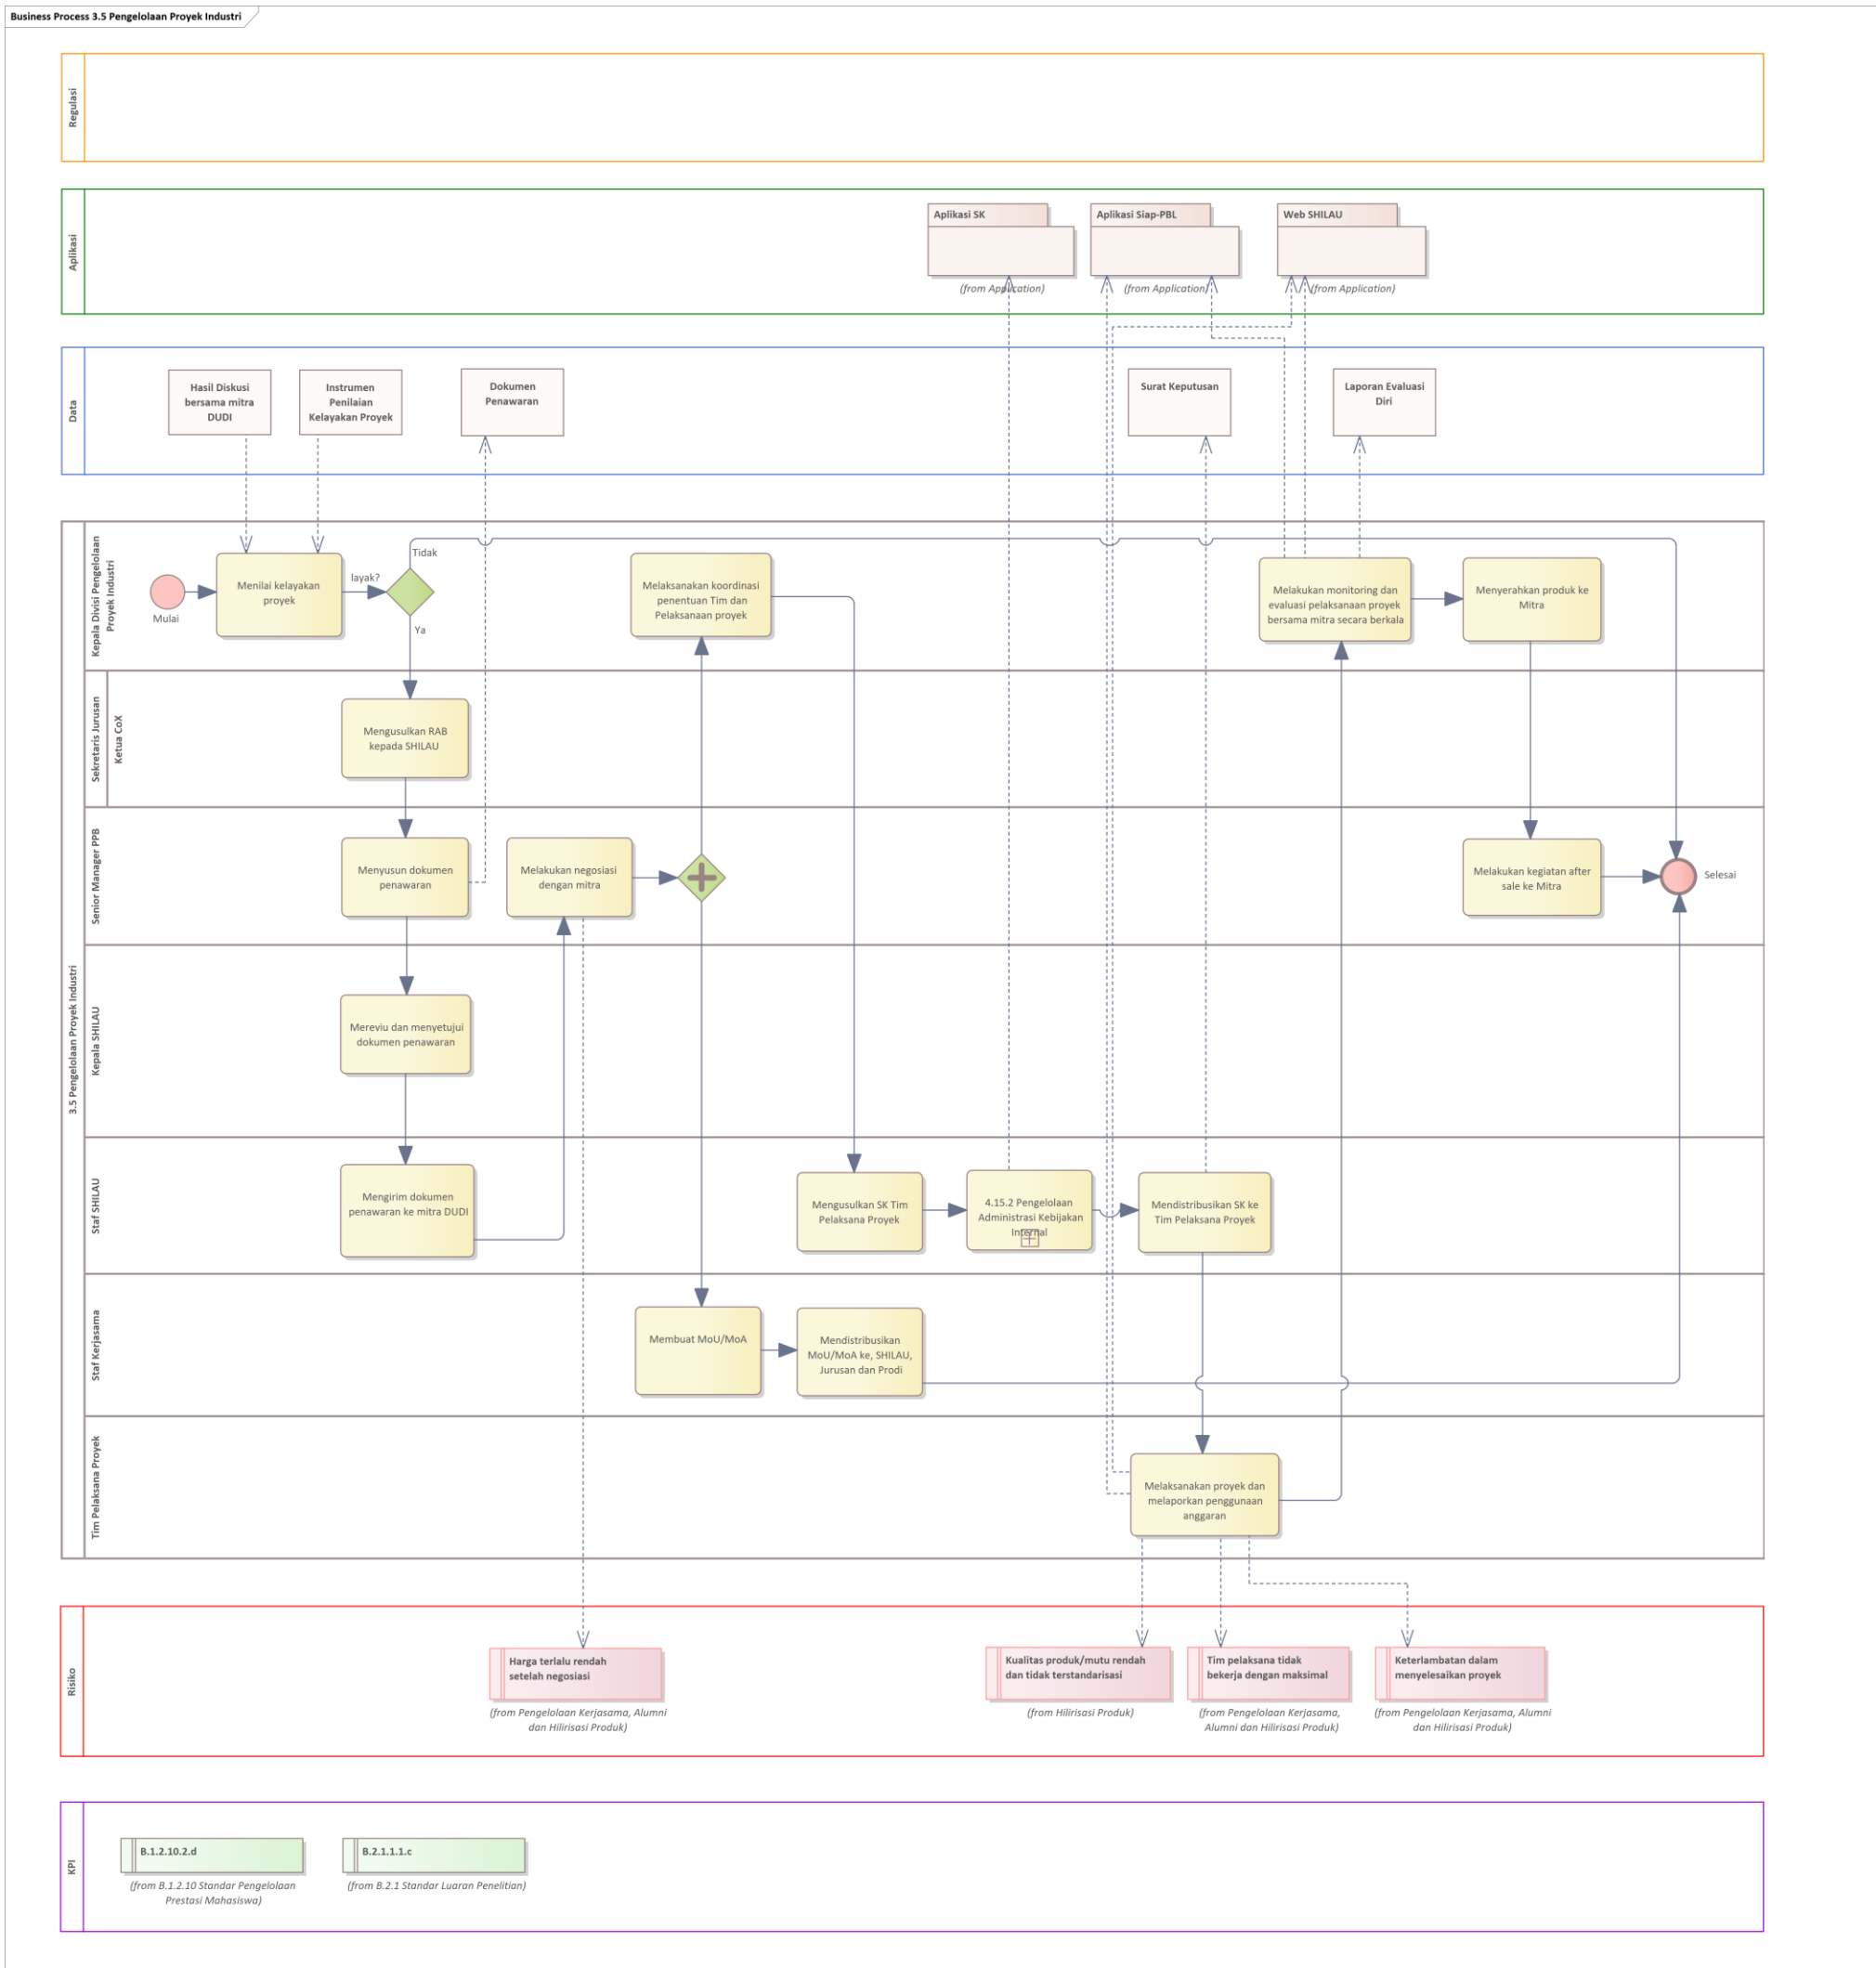 Business Process 3.5 Pengelolaan Proyek Industri
Regulasi
Aplikasi
Aplikasi SK
(from Application)
Aplikasi Siap-PBL
(from Application)
Web SHILAU
(from Application)
Data
Hasil Diskusi
bersama mitra
DUDI
Instrumen
Penilaian
Kelayakan Proyek
Dokumen
Penawaran
Surat Keputusan
Laporan Evaluasi
Diri
3.5 Pengelolaan Proyek Industri
Kepala Divisi Pengelolaan
Proyek Industri
Mulai
Menilai kelayakan
proyek
layak?
Tidak
Ya
Melaksanakan koordinasi
penentuan Tim dan
Pelaksanaan proyek
Melakukan monitoring dan
evaluasi pelaksanaan proyek
bersama mitra secara berkala
Menyerahkan produk ke
Mitra
Sekretaris Jurusan
Ketua CoX
Mengusulkan RAB
kepada SHILAU
Senior Manager PPB
Menyusun dokumen
penawaran
Melakukan negosiasi
dengan mitra
Melakukan kegiatan after
sale ke Mitra
Selesai
Kepala SHILAU
Mereviu dan menyetujui
dokumen penawaran
Staf SHILAU
Mengirim dokumen
penawaran ke mitra DUDI
Mengusulkan SK Tim
Pelaksana Proyek
4.15.2 Pengelolaan
Administrasi Kebijakan
Internal
Mendistribusikan SK ke
Tim Pelaksana Proyek
Staf Kerjasama
Membuat MoU/MoA
Mendistribusikan
MoU/MoA ke, SHILAU,
Jurusan dan Prodi
Tim Pelaksana Proyek
Melaksanakan proyek dan
melaporkan penggunaan
anggaran
Risiko
Harga terlalu rendah
setelah negosiasi
(from Pengelolaan Kerjasama, Alumni
dan Hilirisasi Produk)
Kualitas produk/mutu rendah
dan tidak terstandarisasi
(from Hilirisasi Produk)
Tim pelaksana tidak
bekerja dengan maksimal
(from Pengelolaan Kerjasama,
Alumni dan Hilirisasi Produk)
Keterlambatan dalam
menyelesaikan proyek
(from Pengelolaan Kerjasama, Alumni
dan Hilirisasi Produk)
KPI
B.1.2.10.2.d
(from B.1.2.10 Standar Pengelolaan
Prestasi Mahasiswa)
B.2.1.1.1.c
(from B.2.1 Standar Luaran Penelitian)